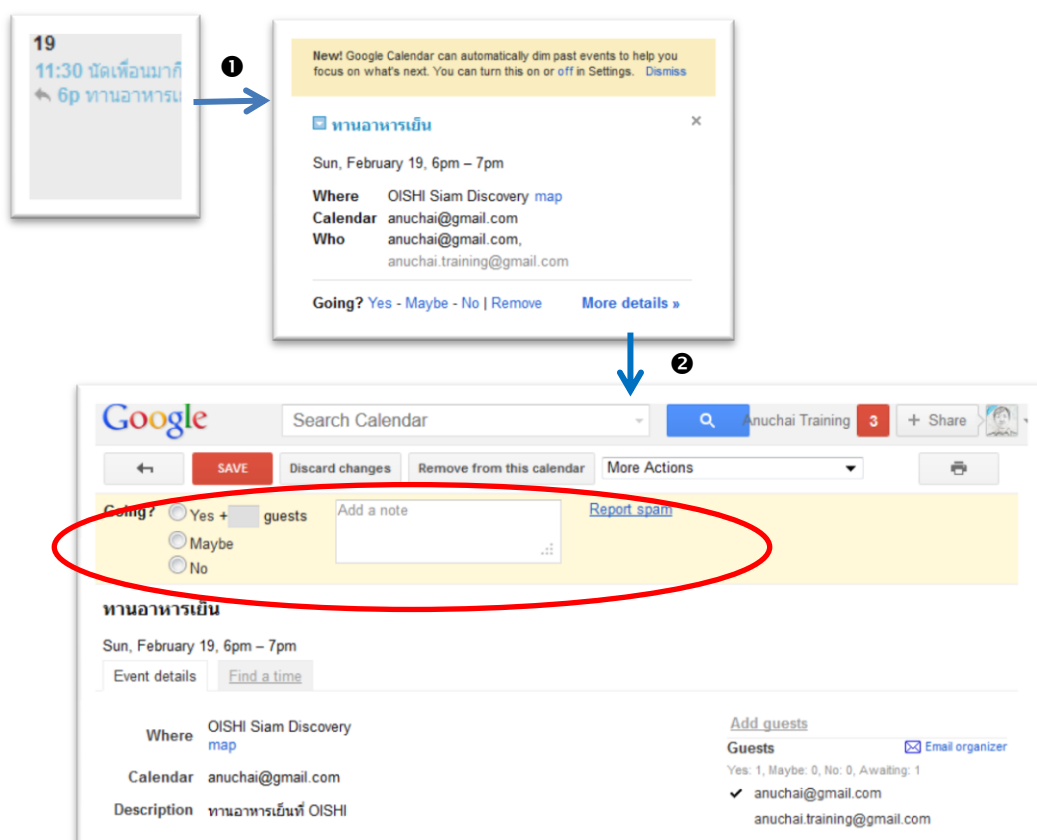 19
11:30 นัดเพื่อนมากิ
6p ทานอาหารเย
❶
New! Google Calendar can automatically dim past events to help you
focus on what's next. You can turn this on or off in Settings. Dismiss
ทานอาหารเย็น
Sun, February 19, 6pm – 7pm
Where OISHI Siam Discovery map
Calendar anuchai@gmail.com
Who anuchai@gmail.com,
anuchai.training@gmail.com
Going? Yes - Maybe - No | Remove More details »
❷
Google Search Calendar Anuchai Training 3 + Share
SAVE Discard changes Remove from this calendar More Actions
Going? Yes + guests Add a note Report spam
Maybe
No
ทานอาหารเย็น
Sun, February 19, 6pm – 7pm
Event details Find a time
Where OISHI Siam Discovery
map
Calendar anuchai@gmail.com
Description ทานอาหารเย็นที่ OISHI
Add guests
Guests Email organizer
Yes: 1, Maybe: 0, No: 0, Awaiting: 1
✔ anuchai@gmail.com
anuchai.training@gmail.com